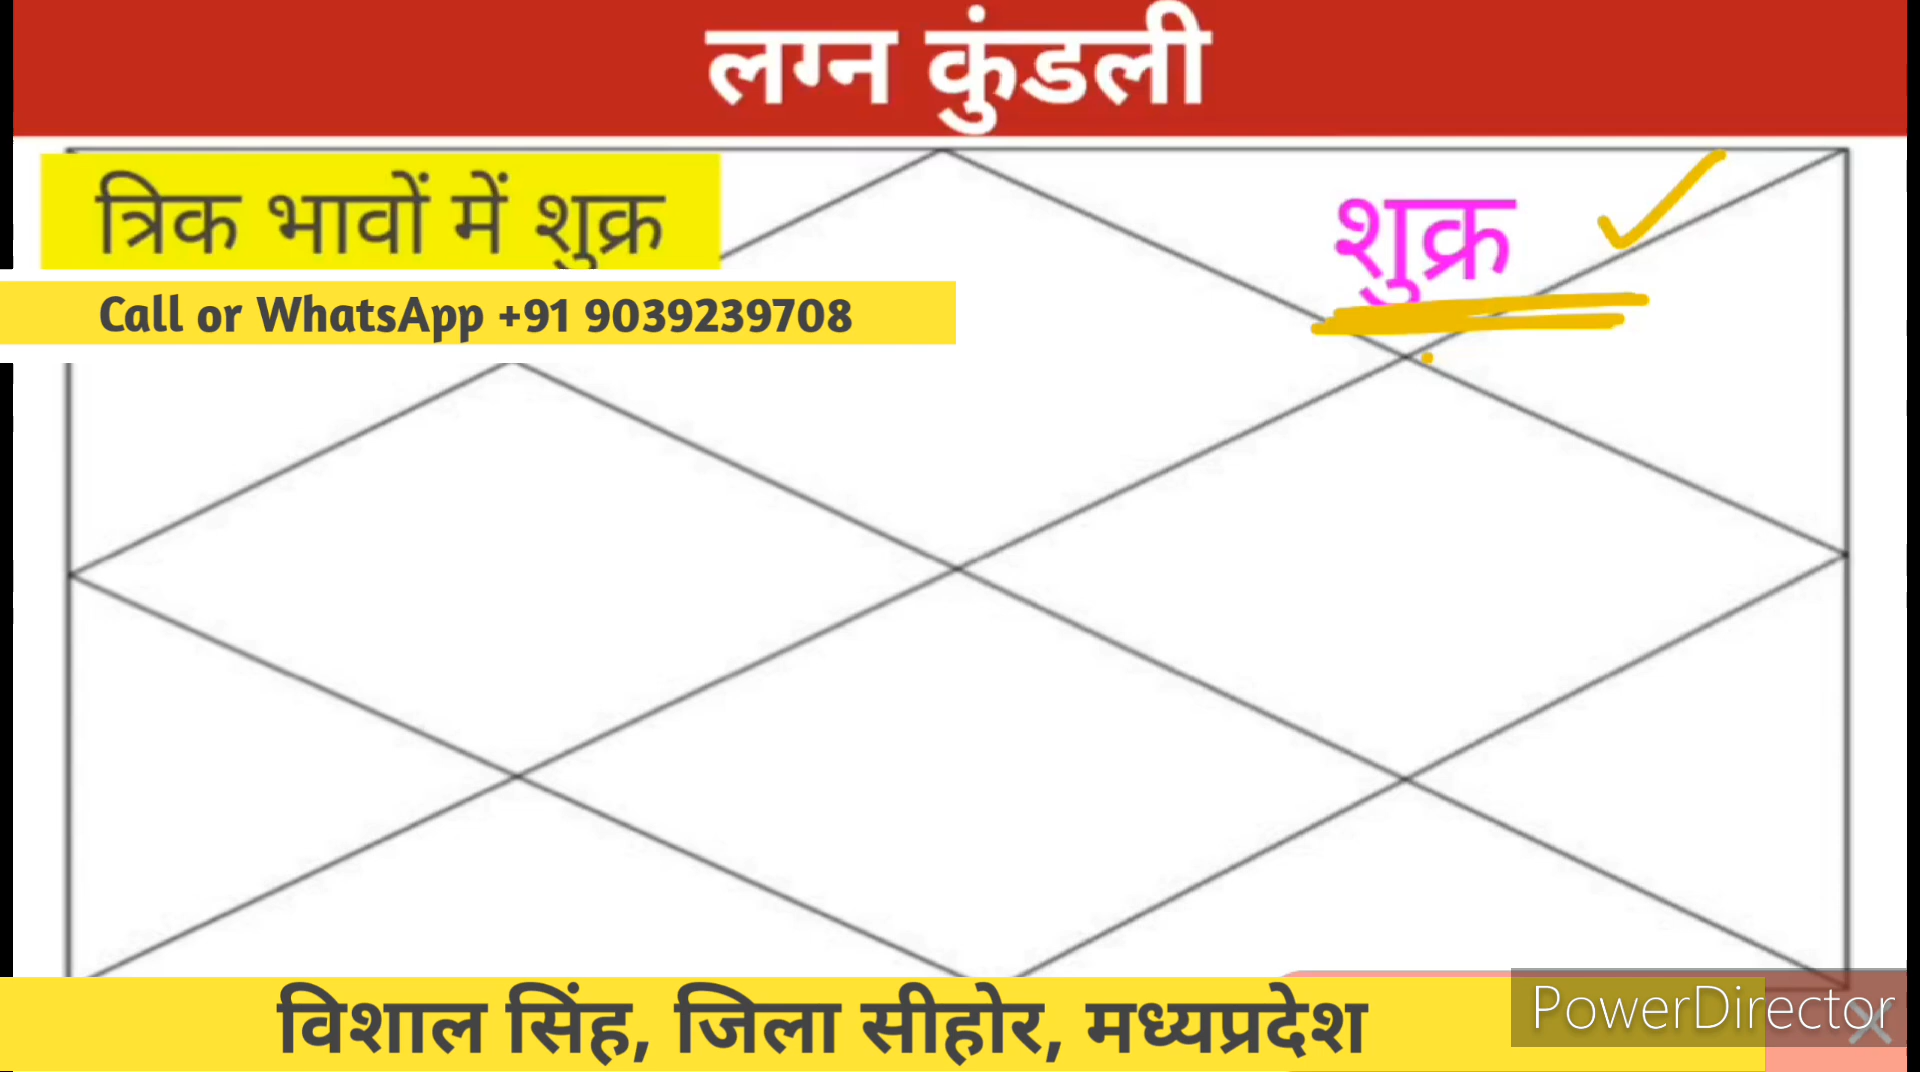 लग्न कुंडली
त्रिक भावों में शुक्र
शुक्र
Call or WhatsApp +91 9039239708
विशाल सिंह, जिला सीहोर, मध्यप्रदेश
PowerDirector